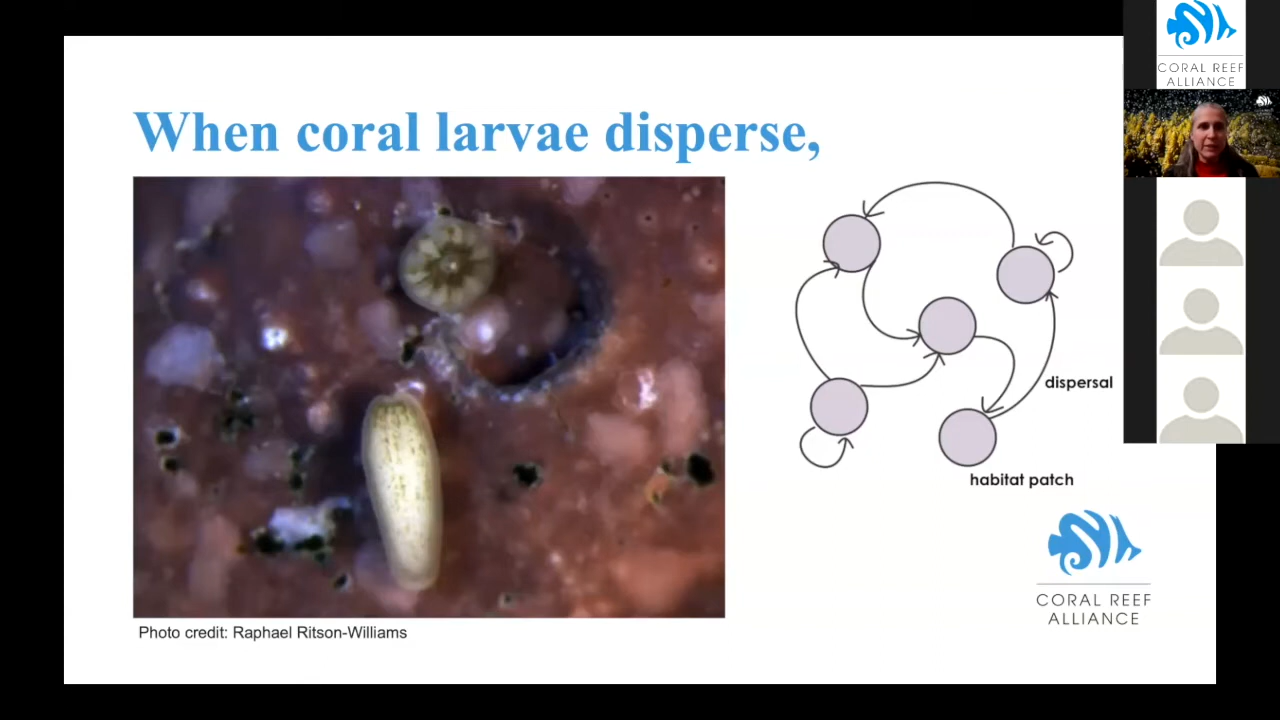 When coral larvae disperse,
dispersal
habitat patch
Photo credit: Raphael Ritson-Williams
CORAL REEF
ALLIANCE
CORAL REEF
ALLIANCE